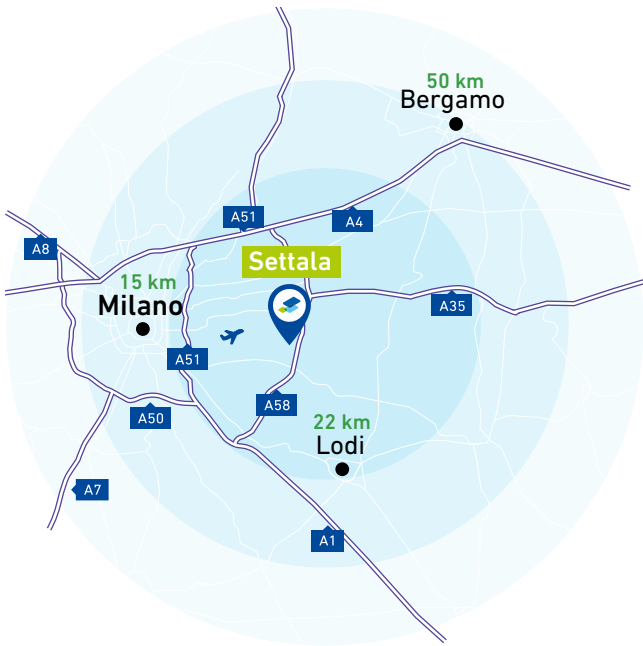 50 km
Bergamo
A51
A4
A8
Settala
15 km
Milano
A35
A51
A58
A50
22 km
Lodi
A7
A1